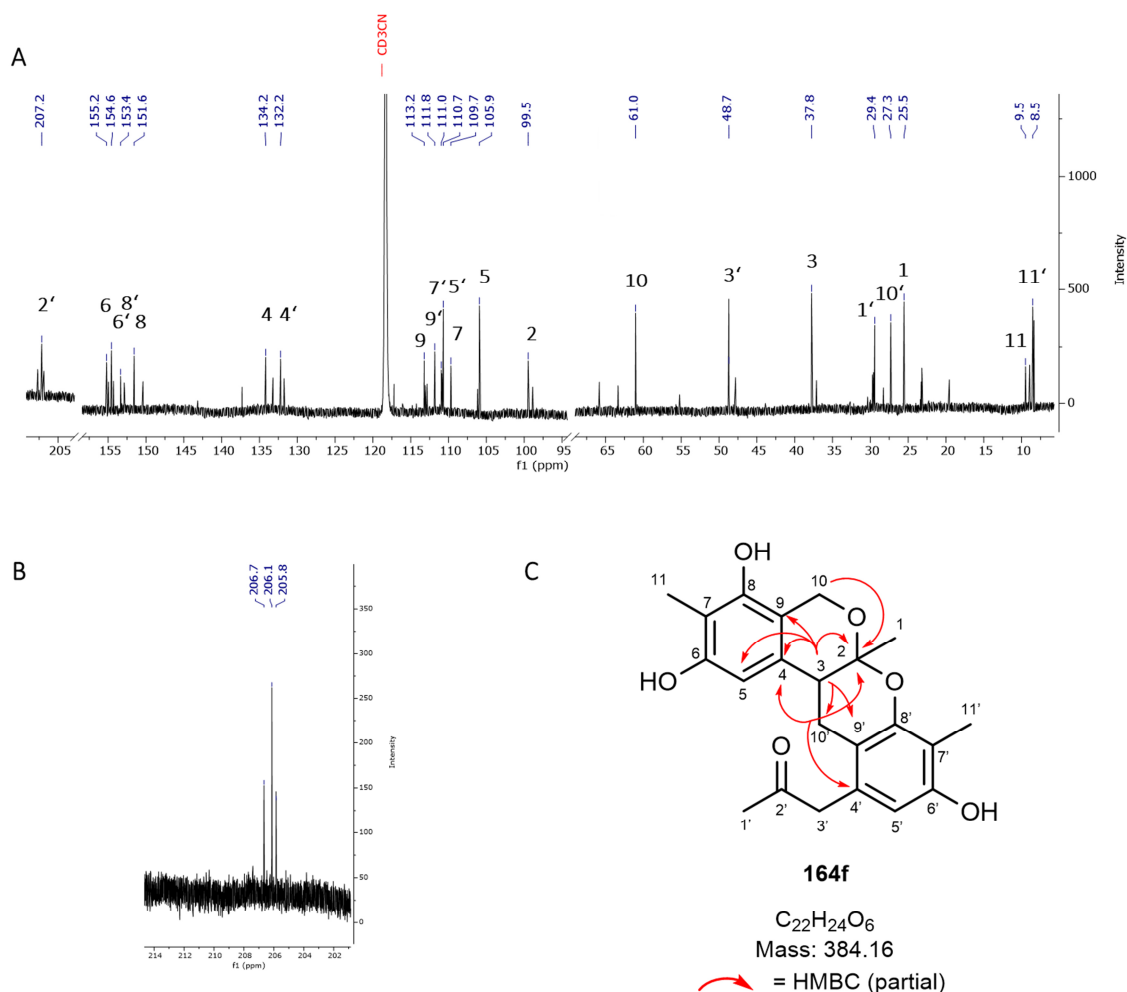 A
— CD3CN
207.2
155.2
154.6
153.4
151.6
134.2
132.2
113.2
111.8
111.0
110.7
109.7
105.9
99.5
61.0
48.7
37.8
29.4
27.3
25.5
9.5
8.5
2‘ 6 8‘ 6‘ 8 4 4‘ 9 9‘ 7‘ 5‘ 7 5 2 10 3‘ 3 1‘ 10‘ 1 11 11‘
1000
500
0
Intensity
205 155 150 145 140 135 130 125 120 115 110 105 100 95 65 60 55 50 45 40 35 30 25 20 15 10
f1 (ppm)
B
206.7
206.1
205.8
350
300
250
200
150
100
50
0
Intensity
214 212 210 208 206 204 202
f1 (ppm)
C
OH
11 7 8 9 10
O
1
2
6 5 4 3
HO
O
10' 9' 8' 11'
7'
O
2' 4' 6' OH
1' 3' 5'
164f
C22H24O6
Mass: 384.16
= HMBC (partial)